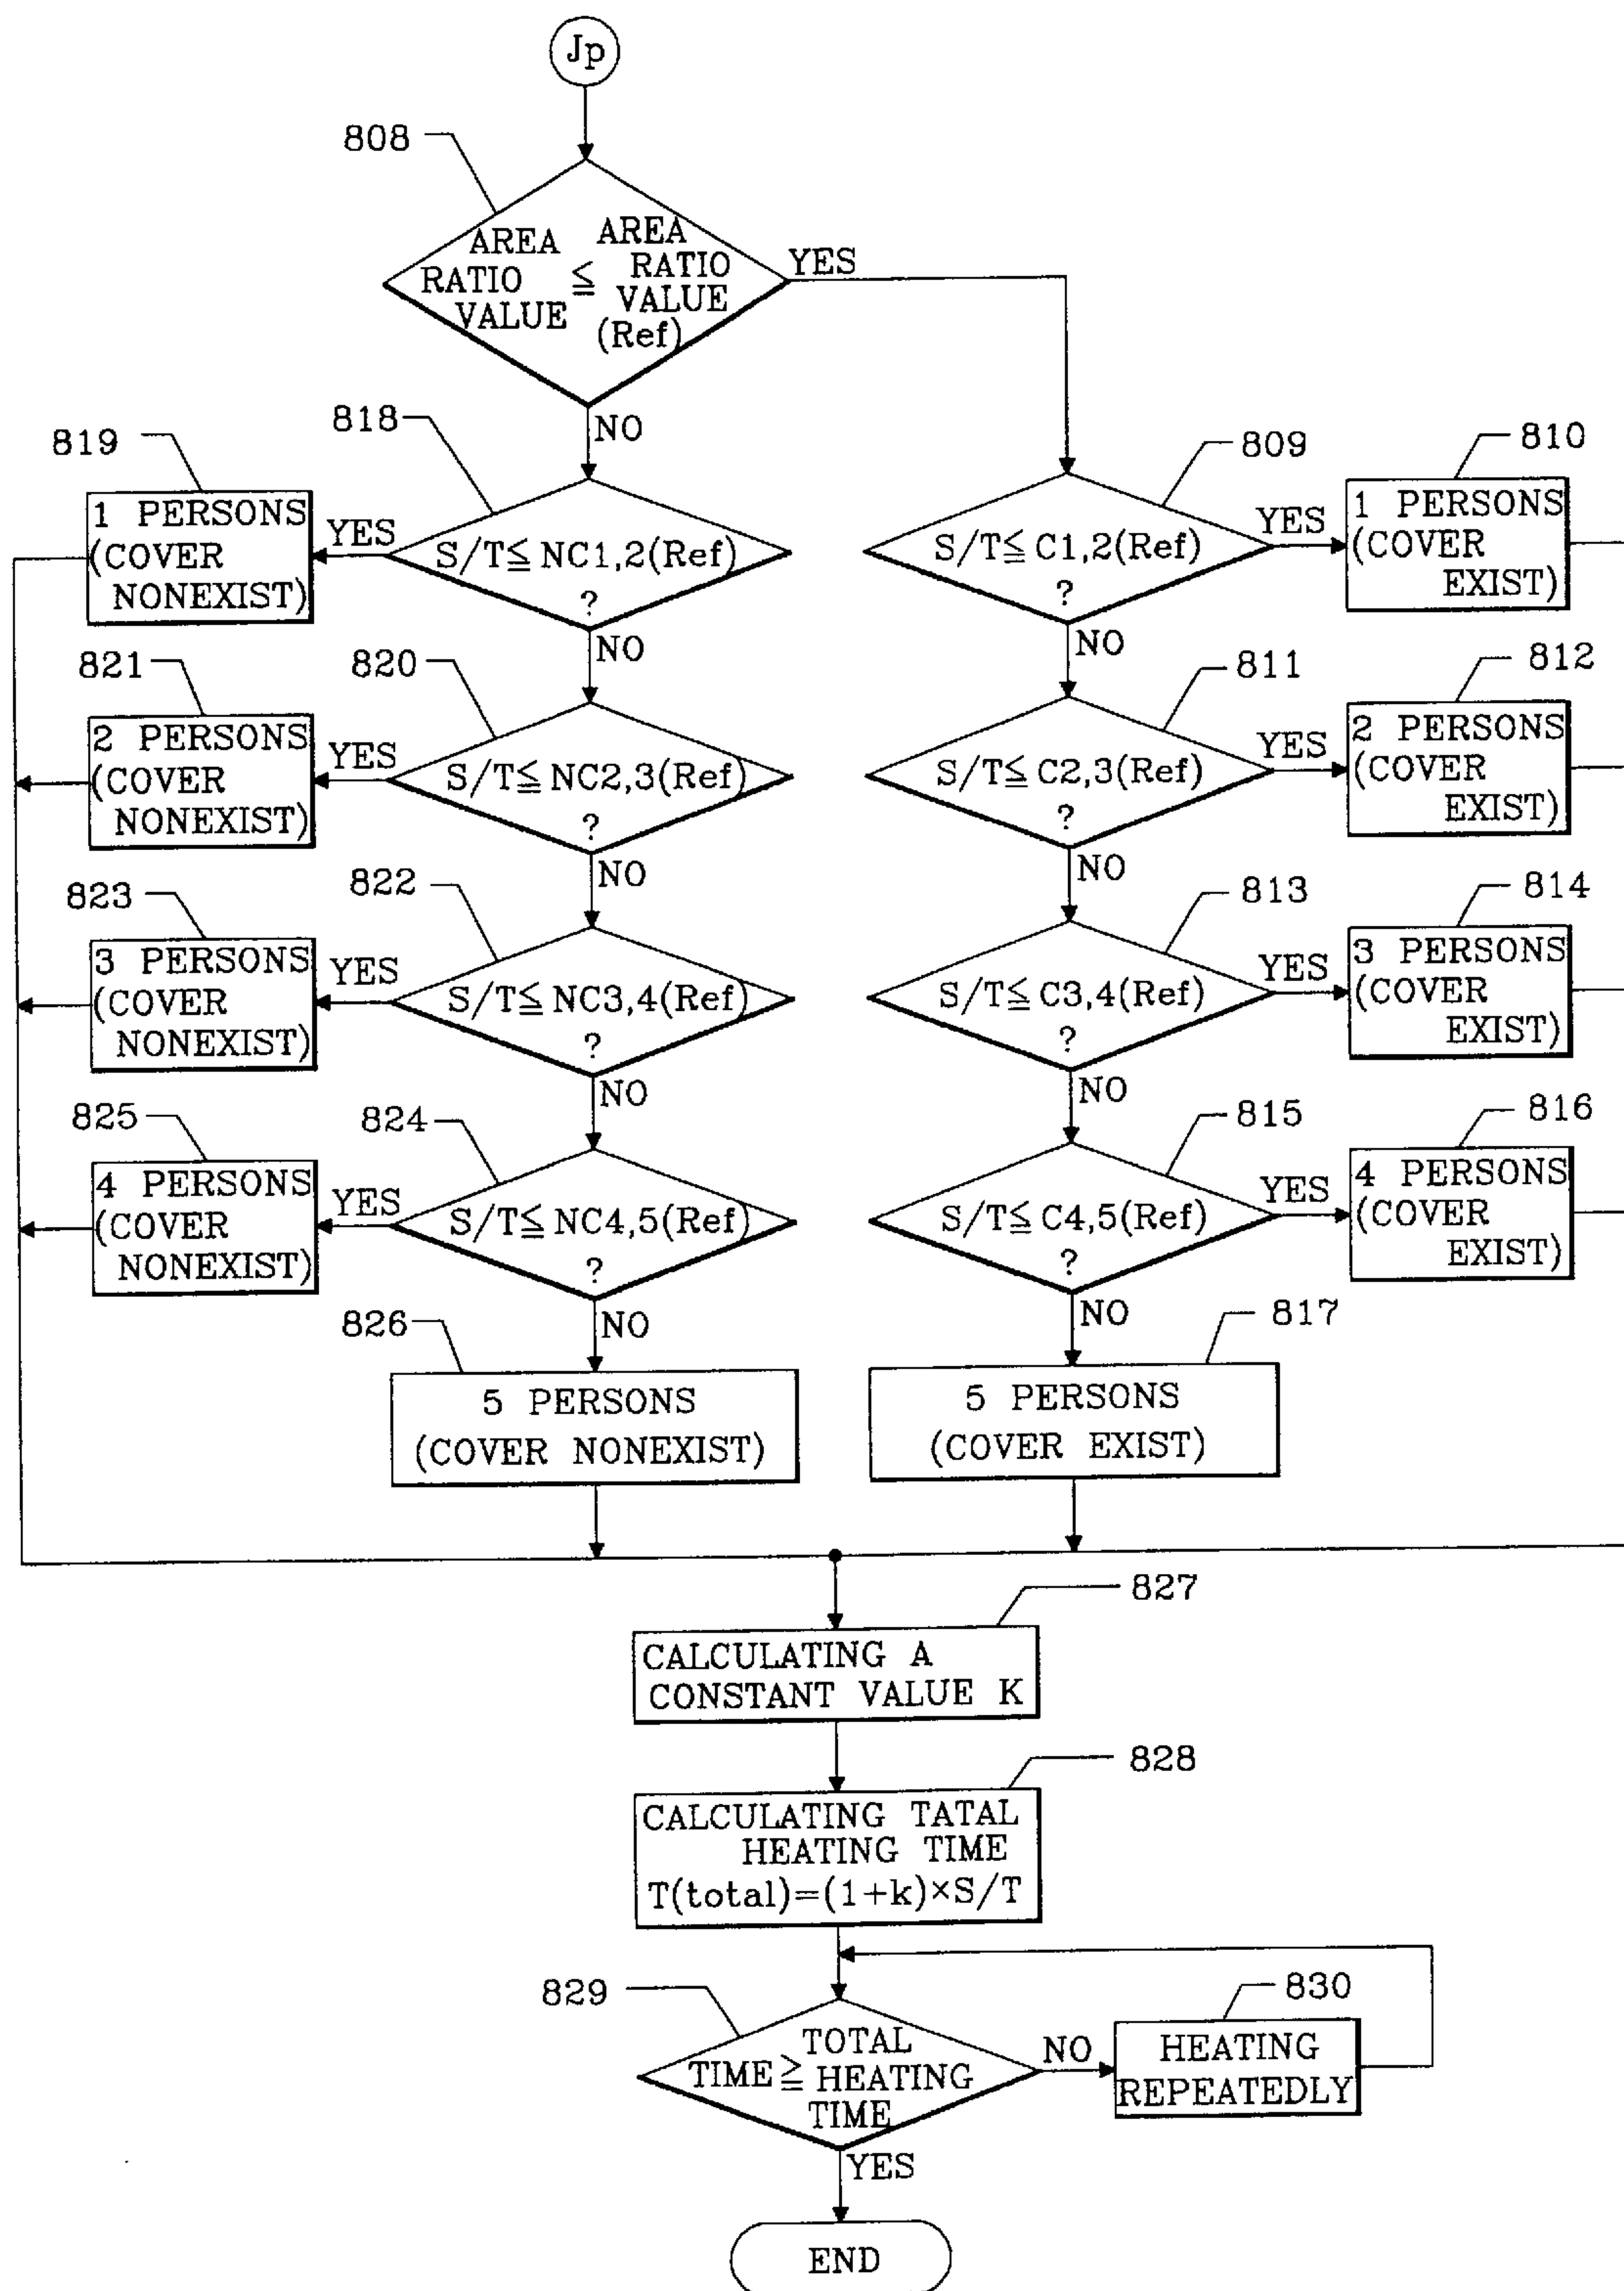 Jp
808
AREA
RATIO
VALUE
≦
AREA
RATIO
VALUE
(Ref)
YES
NO
818
819
1 PERSONS
(COVER
NONEXIST)
YES
S/T≦ NC1,2(Ref)
?
NO
809
S/T≦ C1,2(Ref)
?
YES
NO
810
1 PERSONS
(COVER
EXIST)
821
2 PERSONS
(COVER
NONEXIST)
YES
820
S/T≦ NC2,3(Ref)
?
NO
811
S/T≦ C2,3(Ref)
?
YES
NO
812
2 PERSONS
(COVER
EXIST)
823
3 PERSONS
(COVER
NONEXIST)
YES
822
S/T≦ NC3,4(Ref)
?
NO
813
S/T≦ C3,4(Ref)
?
YES
NO
814
3 PERSONS
(COVER
EXIST)
825
4 PERSONS
(COVER
NONEXIST)
YES
824
S/T≦ NC4,5(Ref)
?
NO
815
S/T≦ C4,5(Ref)
?
YES
NO
816
4 PERSONS
(COVER
EXIST)
826
5 PERSONS
(COVER NONEXIST)
817
5 PERSONS
(COVER EXIST)
827
CALCULATING A
CONSTANT VALUE K
828
CALCULATING TATAL
HEATING TIME
T(total)=(1+k)×S/T
829
TIME ≧
TOTAL
HEATING
TIME
NO
830
HEATING
REPEATEDLY
YES
END